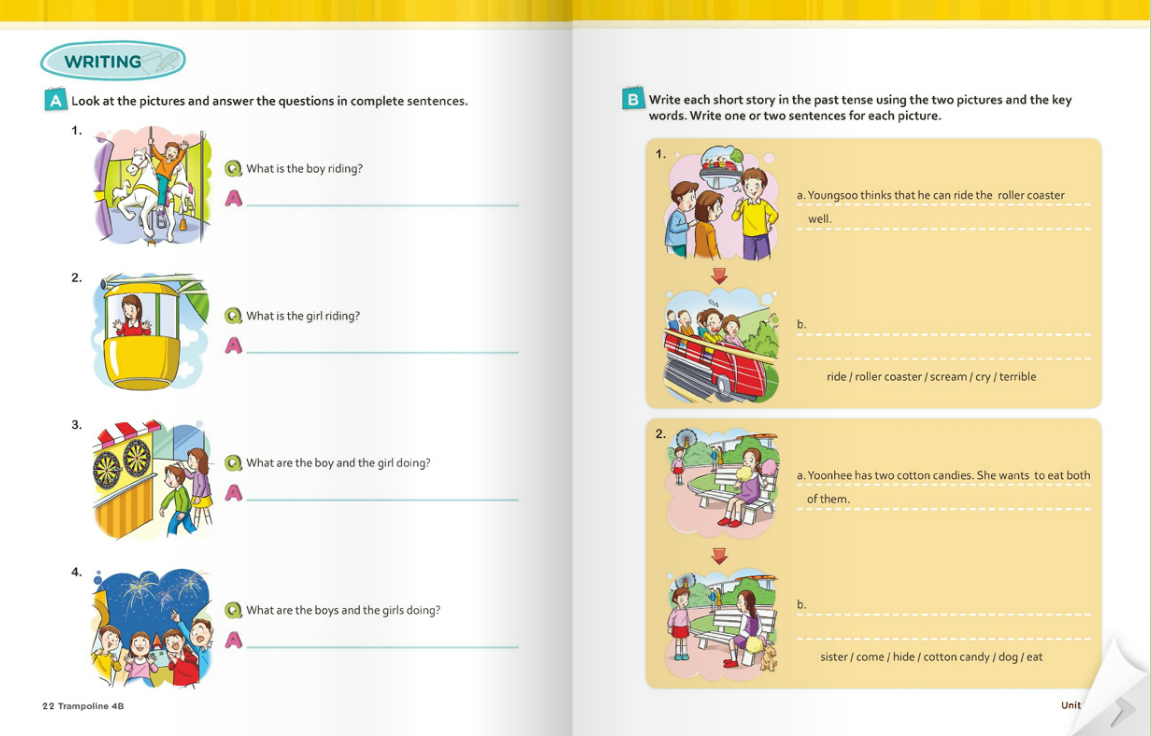 WRITING
A Look at the pictures and answer the questions in complete sentences.
1.
Q What is the boy riding?
A
2.
Q What is the girl riding?
A
3.
Q What are the boy and the girl doing?
A
4.
Q What are the boys and the girls doing?
A
22 Trampoline 4B
B Write each short story in the past tense using the two pictures and the key
words. Write one or two sentences for each picture.
1.
a. Youngsoo thinks that he can ride the roller coaster
well.
b.
ride / roller coaster / scream / cry / terrible
2.
a. Yoonhee has two cotton candies. She wants to eat both
of them.
b.
sister / come / hide / cotton candy / dog / eat
Unit